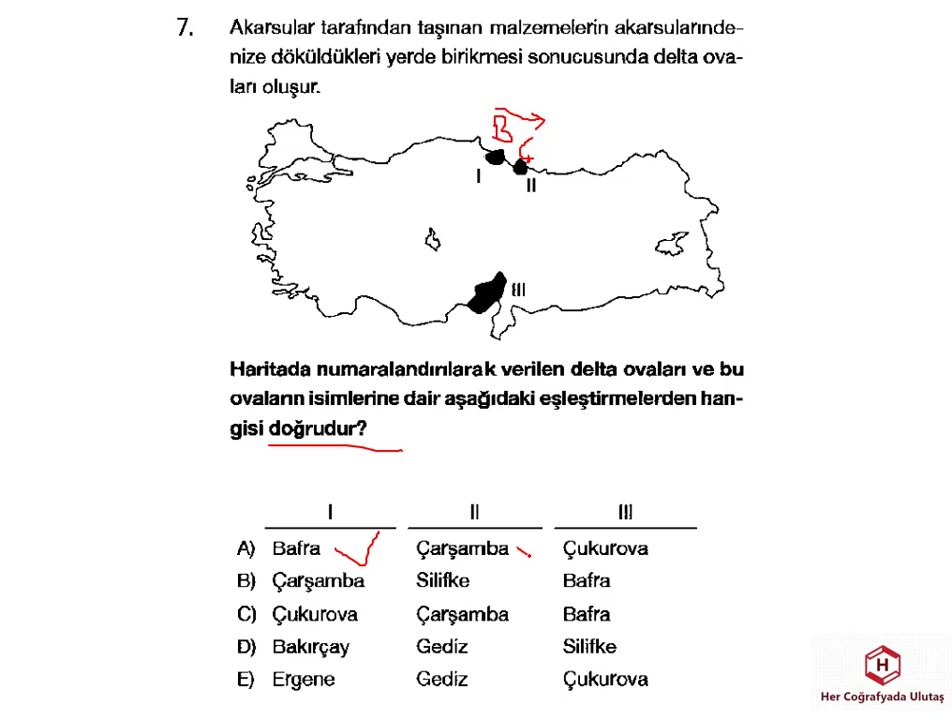 7. Akarsular tarafından taşınan malzemelerin akarsularınde-
nize döküldükleri yerde birikmesi sonucusunda delta ova-
ları oluşur.
B
Ç
I
II
III
Haritada numaralandırılarak verilen delta ovaları ve bu
ovaların isimlerine dair aşağıdaki eşleştirmelerden han-
gisi doğrudur?
I II III
A) Bafra Çarşamba Çukurova
B) Çarşamba Silifke Bafra
C) Çukurova Çarşamba Bafra
D) Bakırçay Gediz Silifke
E) Ergene Gediz Çukurova
H
Her Coğrafyada Ulutaş